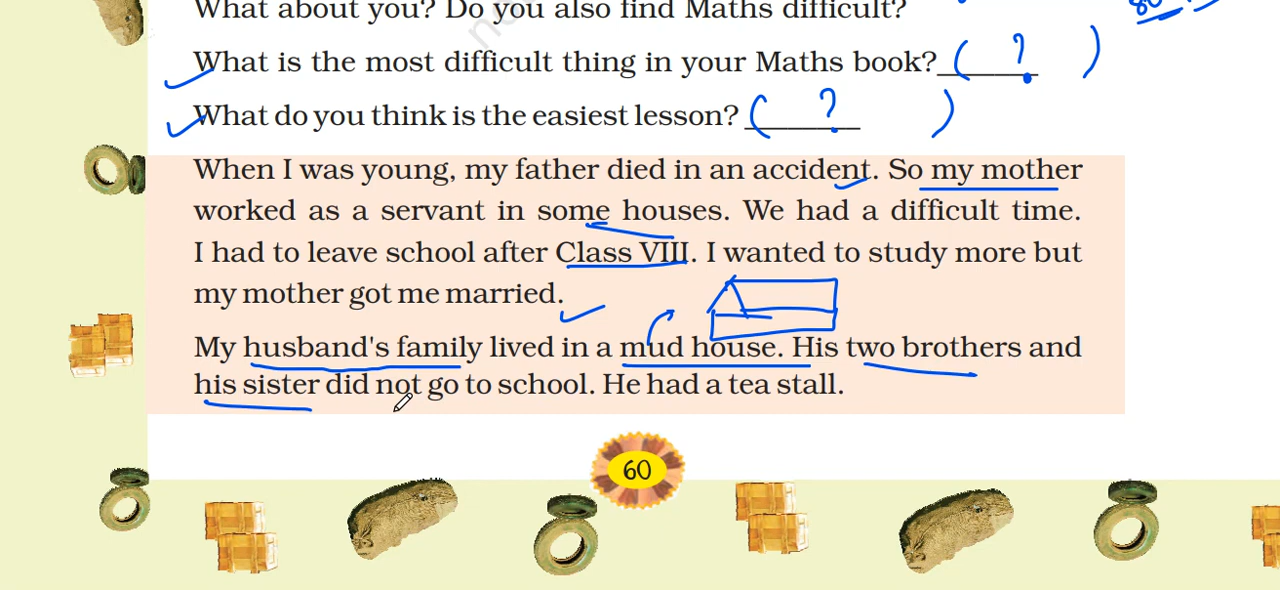 What about you? Do you also find Maths difficult?
What is the most difficult thing in your Maths book? ( ? )
What do you think is the easiest lesson? ( ? )
When I was young, my father died in an accident. So my mother
worked as a servant in some houses. We had a difficult time.
I had to leave school after Class VIII. I wanted to study more but
my mother got me married.
My husband's family lived in a mud house. His two brothers and
his sister did not go to school. He had a tea stall.
60